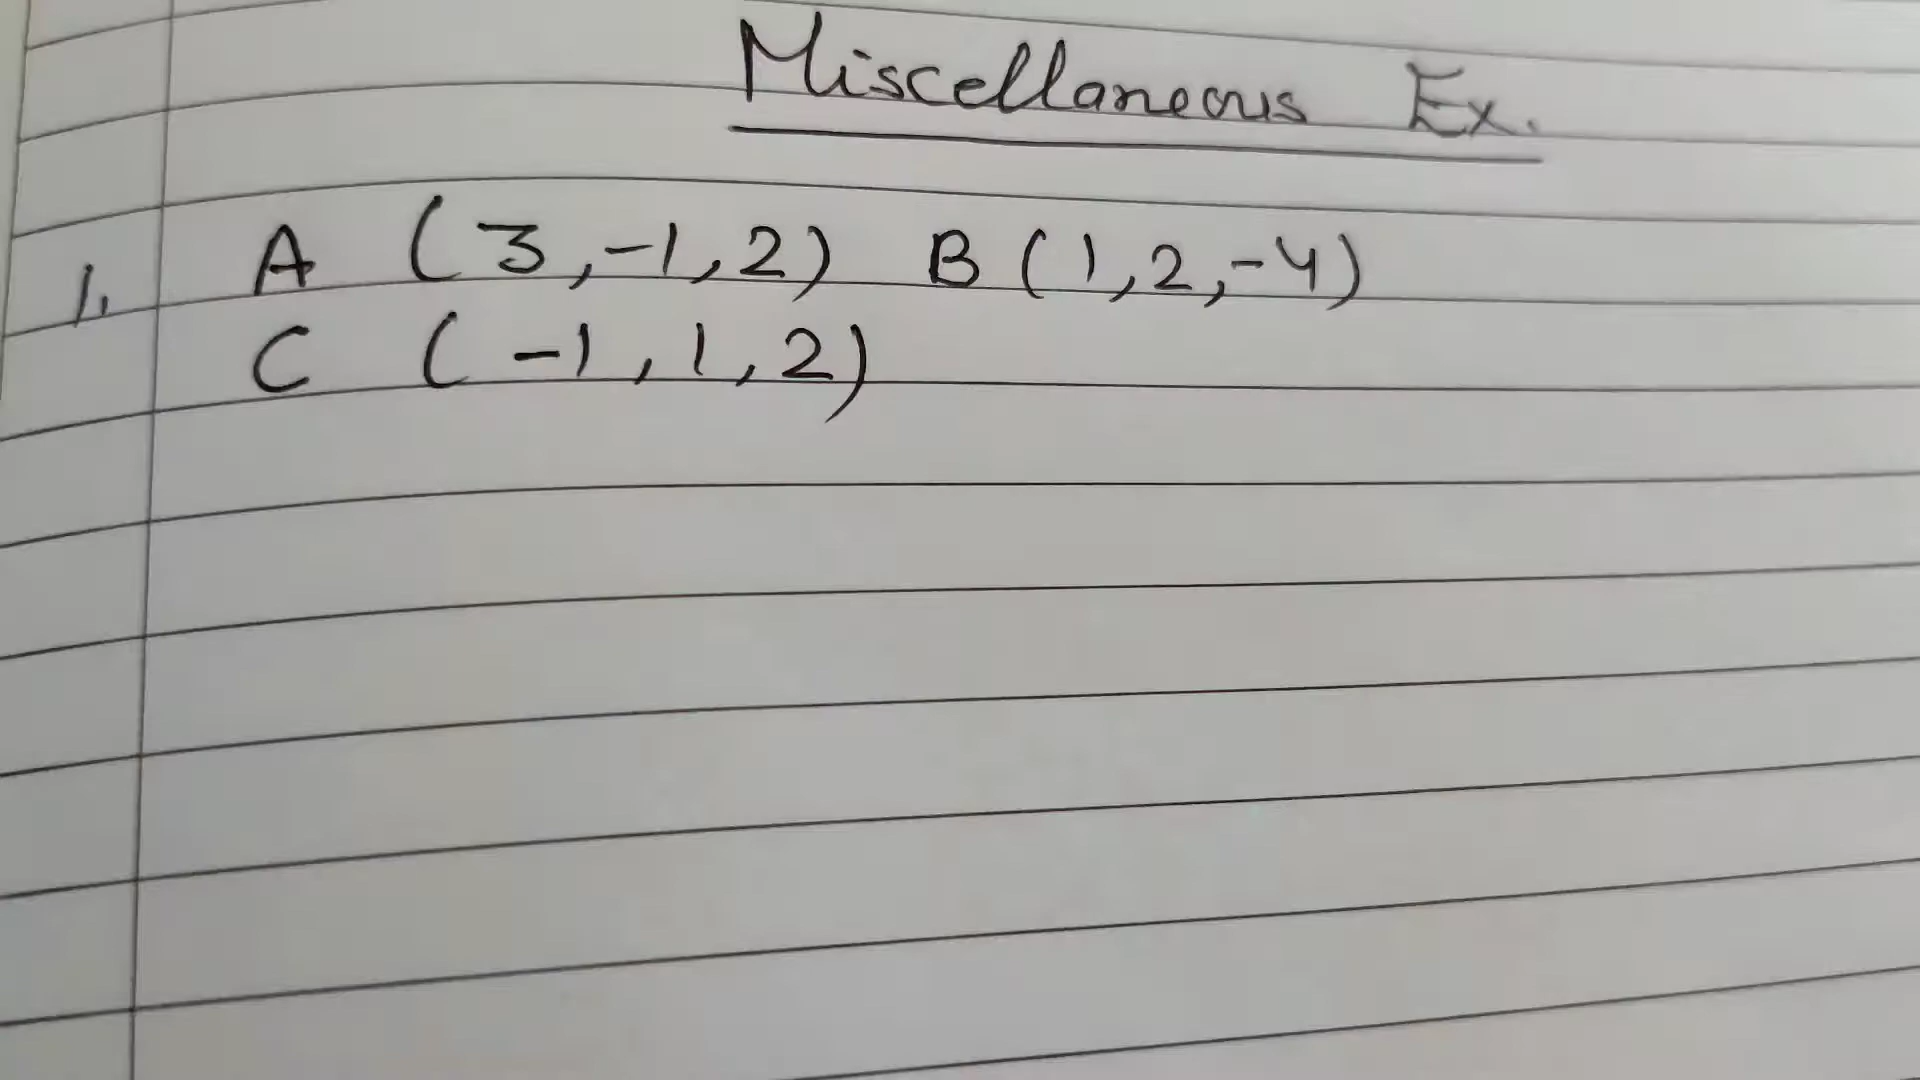 Miscellaneous Ex.
1. A (3,-1,2) B(1,2,-4)
C (-1,1,2)